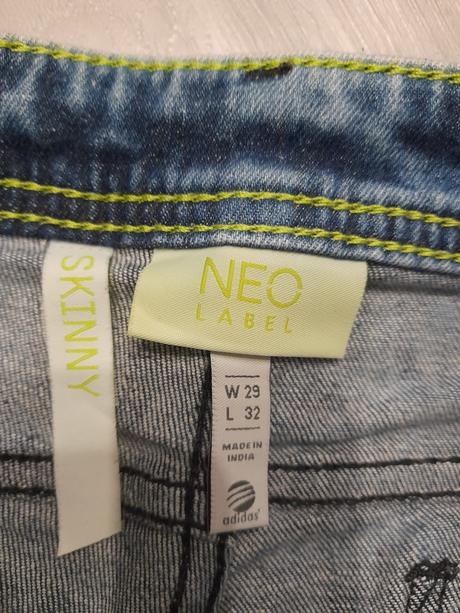 SKINNY
NEO
LABEL
W 29
L 32
MADE IN
INDIA
adidas